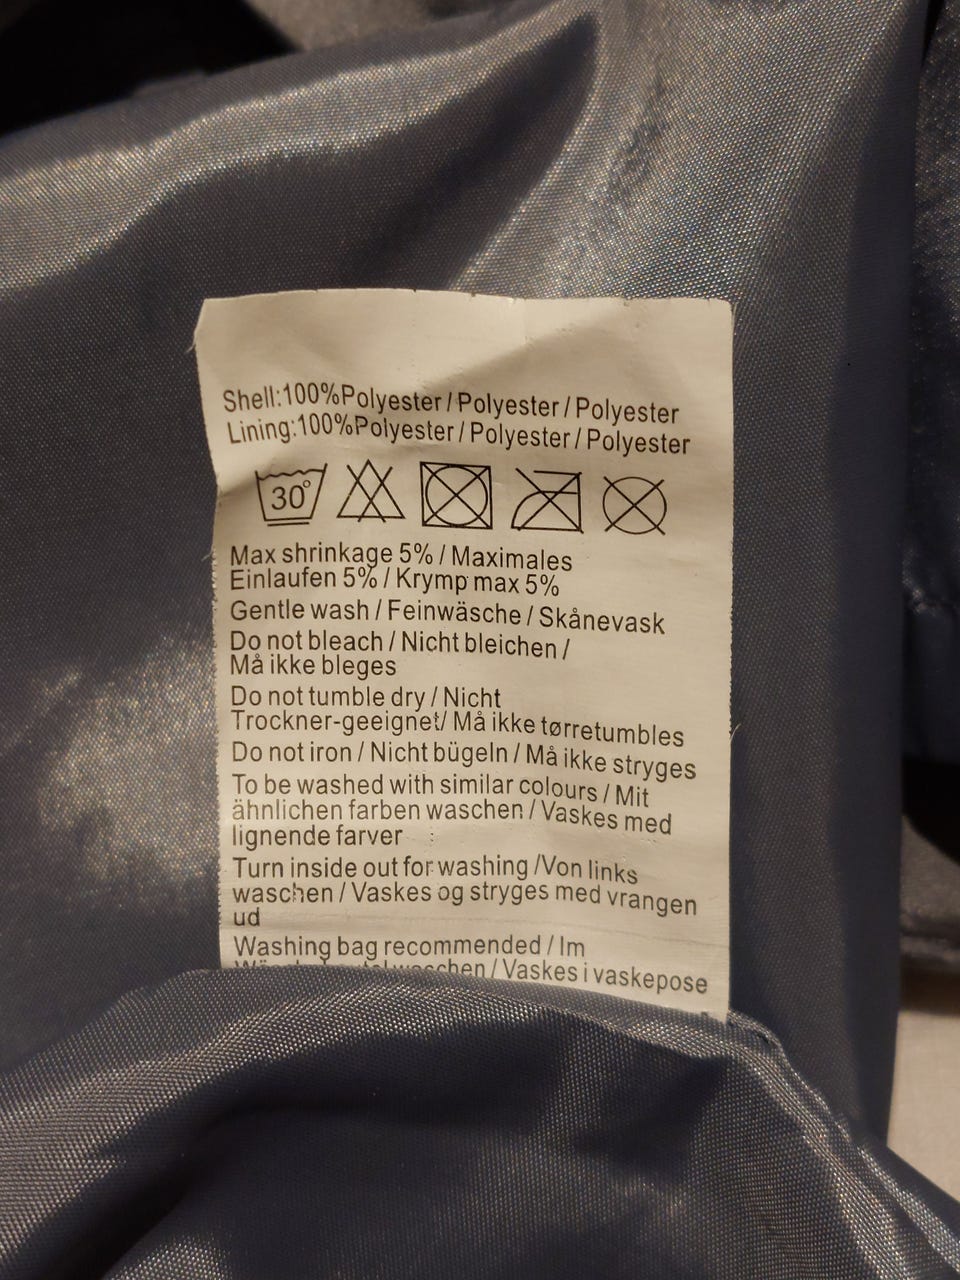 Shell:100%Polyester / Polyester / Polyester
Lining:100%Polyester / Polyester / Polyester
30°
Max shrinkage 5% / Maximales
Einlaufen 5% / Krymp max 5%
Gentle wash / Feinwäsche / Skånevask
Do not bleach / Nicht bleichen /
Må ikke bleges
Do not tumble dry / Nicht
Trockner-geeignet/ Må ikke tørretumbles
Do not iron / Nicht bügeln / Må ikke stryges
To be washed with similar colours / Mit
ähnlichen farben waschen / Vaskes med
lignende farver
Turn inside out for washing /Von links
waschen / Vaskes og stryges med vrangen
ud
Washing bag recommended / Im
waschen / Vaskes i vaskepose